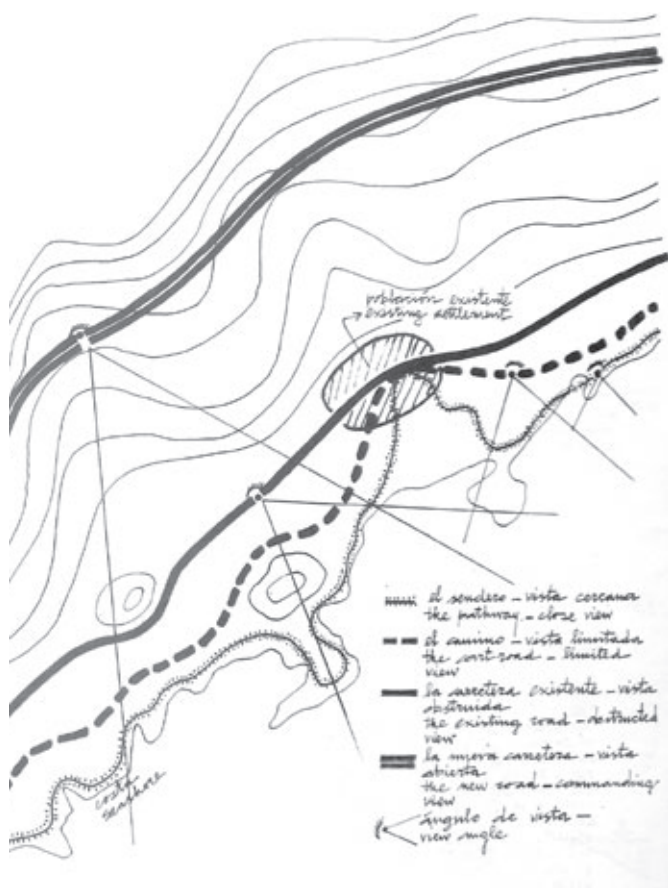 población existente
existing settlement
costa
seashore
el sendero – vista cercana
the pathway – close view
el camino – vista limitada
the cart road – limited
view
la carretera existente – vista
obstruida
the existing road – obstructed
view
la nueva carretera – vista
abierta
the new road – commanding
view
ángulo de vista –
view angle